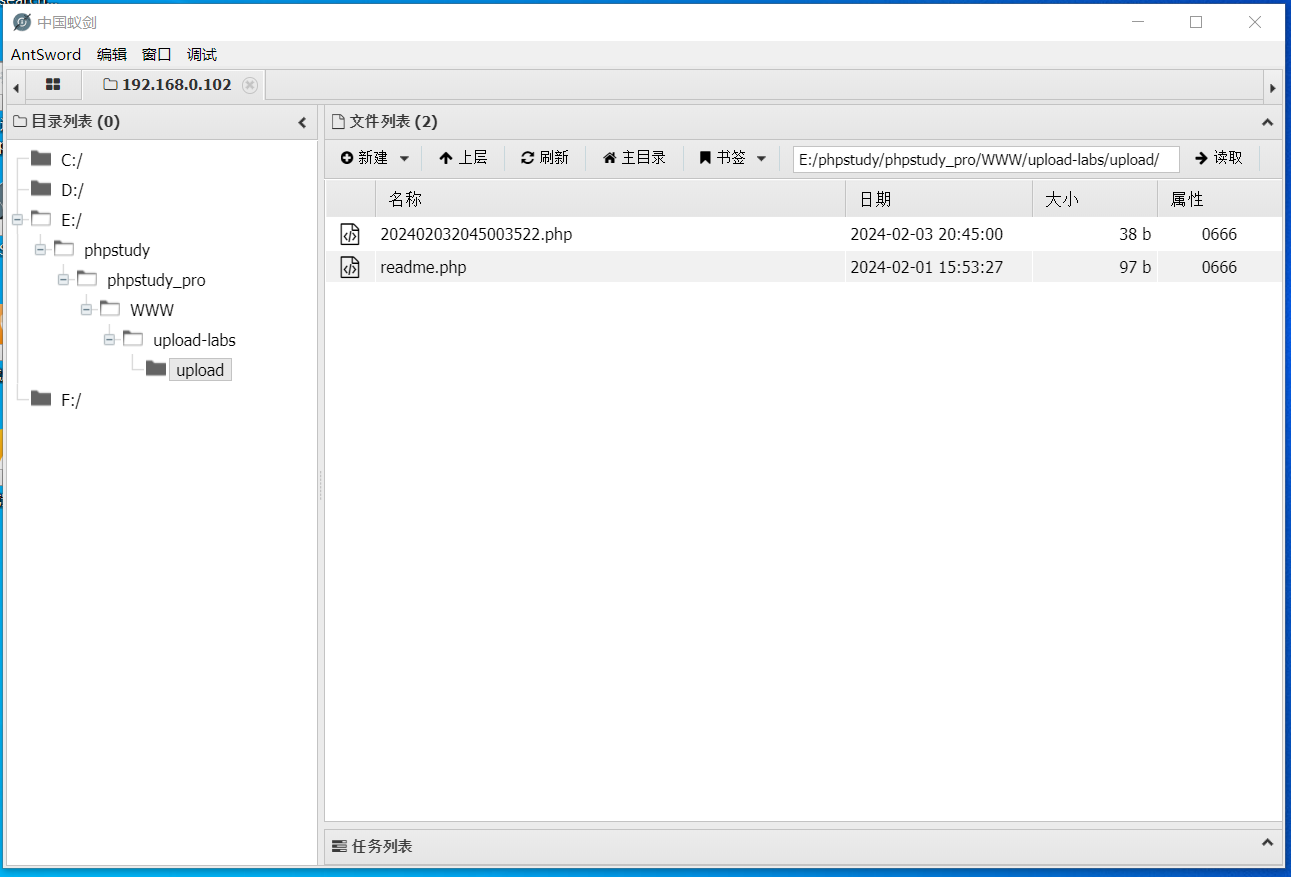 中国蚁剑
AntSword 编辑 窗口 调试
192.168.0.102
目录列表 (0)
C:/
D:/
E:/
phpstudy
phpstudy_pro
WWW
upload-labs
upload
F:/
文件列表 (2)
新建 上层 刷新 主目录 书签 E:/phpstudy/phpstudy_pro/WWW/upload-labs/upload/ 读取
名称 日期 大小 属性
202402032045003522.php 2024-02-03 20:45:00 38 b 0666
readme.php 2024-02-01 15:53:27 97 b 0666
任务列表